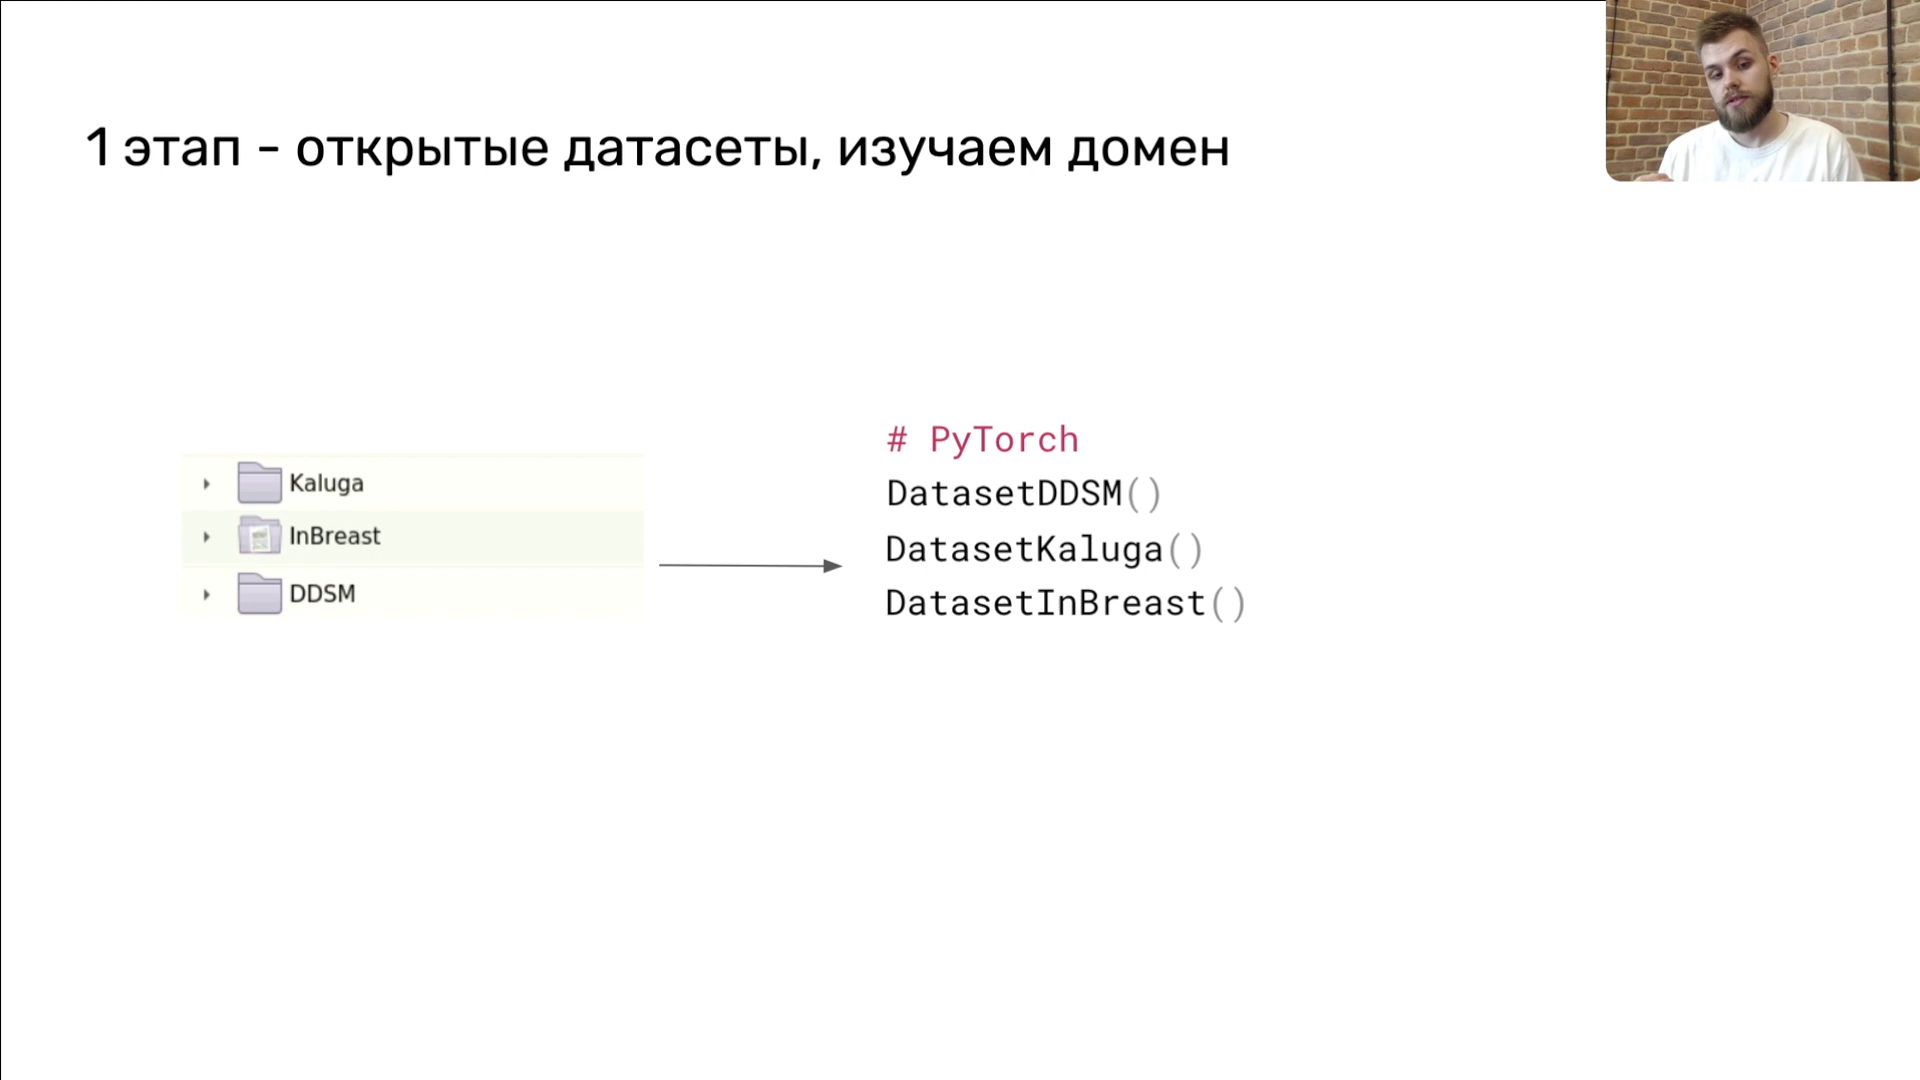 1 этап - открытые датасеты, изучаем домен
Kaluga
InBreast
DDSM
# PyTorch
DatasetDDSM()
DatasetKaluga()
DatasetInBreast()